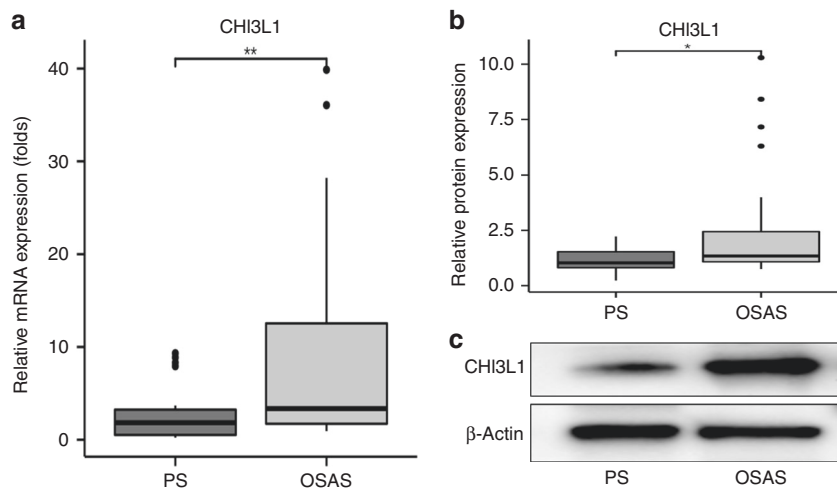 a
CHI3L1
**
Relative mRNA expression (folds)
40
30
20
10
0
PS OSAS
b
CHI3L1
*
Relative protein expression
10.0
7.5
5.0
2.5
0.0
PS OSAS
c
CHI3L1
β-Actin
PS OSAS